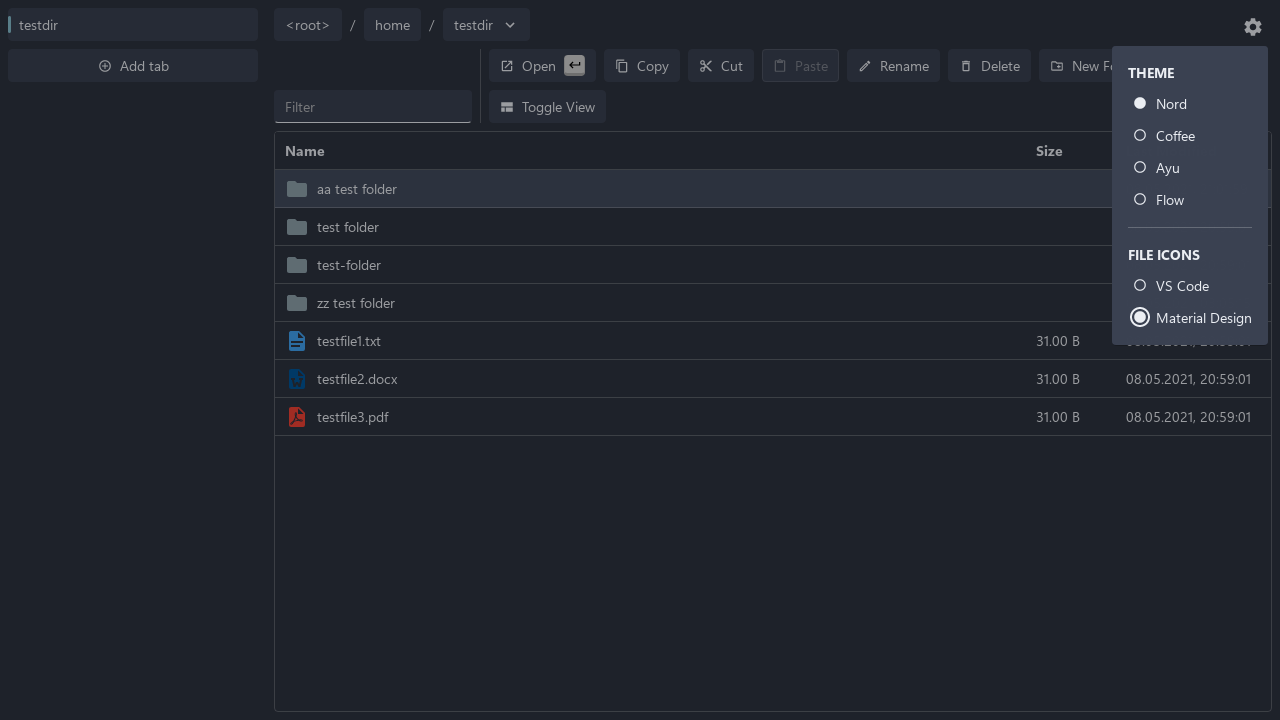 testdir
<root> / home / testdir
Add tab
Open Copy Cut Paste Rename Delete New
THEME
Nord
Filter
Toggle View
Coffee
Name Size
Ayu
aa test folder
Flow
test folder
FILE ICONS
test-folder
VS Code
zz test folder
Material Design
testfile1.txt 31.00 B
testfile2.docx 31.00 B 08.05.2021, 20:59:01
testfile3.pdf 31.00 B 08.05.2021, 20:59:01